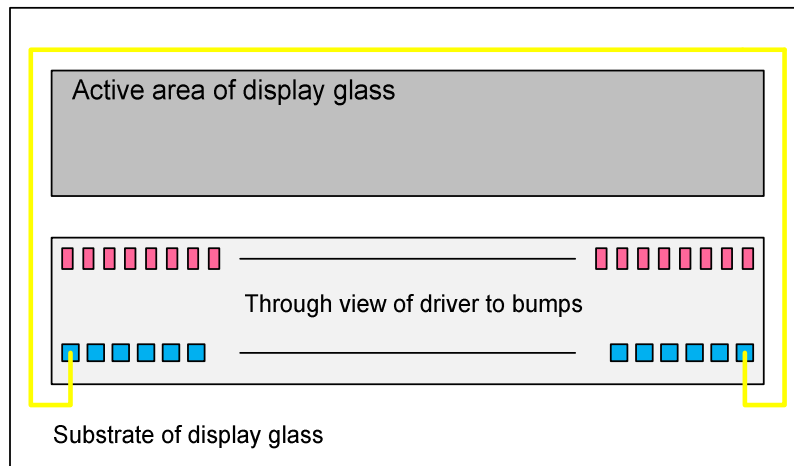 Active area of display glass
Through view of driver to bumps
Substrate of display glass